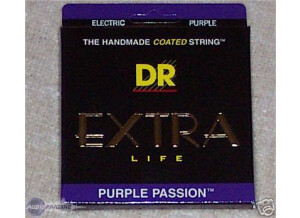 ELECTRIC PURPLE
THE HANDMADE COATED STRING™
DR
EXTRA
LIFE
PURPLE PASSION™